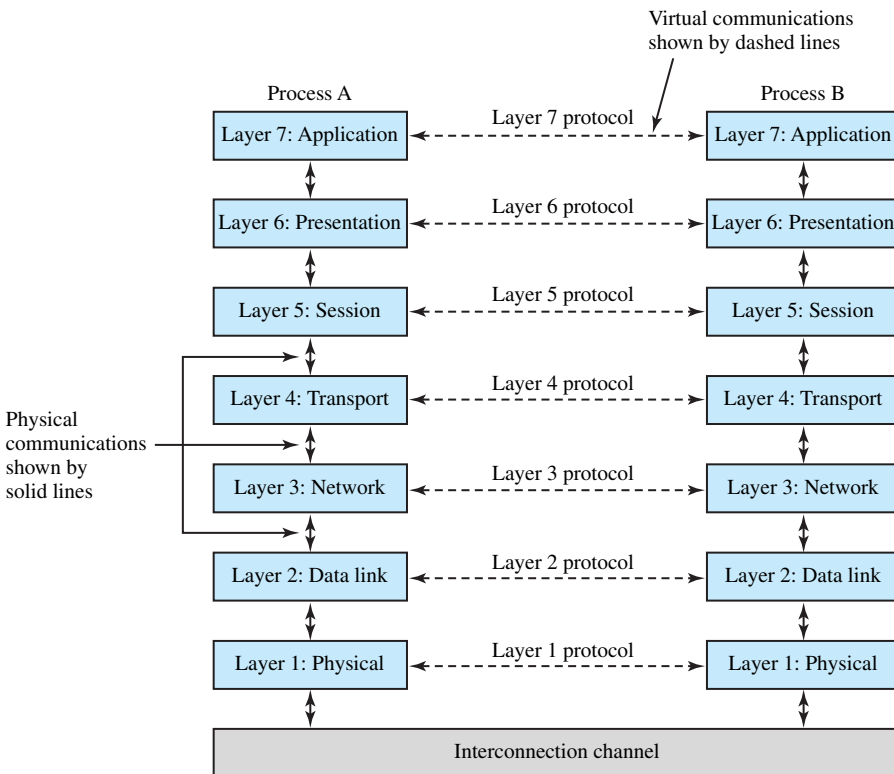 Virtual communications
shown by dashed lines
Process A
Process B
Layer 7: Application
Layer 7 protocol
Layer 7: Application
Layer 6: Presentation
Layer 6 protocol
Layer 6: Presentation
Layer 5: Session
Layer 5 protocol
Layer 5: Session
Layer 4: Transport
Layer 4 protocol
Layer 4: Transport
Physical
communications
shown by
solid lines
Layer 3: Network
Layer 3 protocol
Layer 3: Network
Layer 2: Data link
Layer 2 protocol
Layer 2: Data link
Layer 1: Physical
Layer 1 protocol
Layer 1: Physical
Interconnection channel